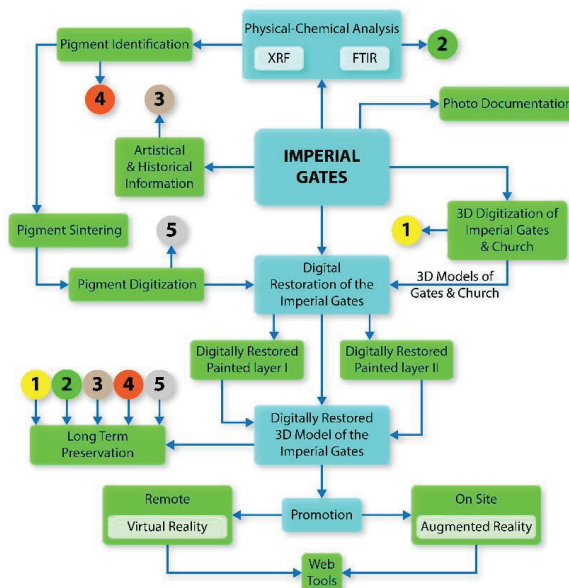 Physical-Chemical Analysis
XRF
FTIR
Pigment Identification
2
4
3
Photo Documentation
IMPERIAL
GATES
Artistical
& Historical
Information
3D Digitization of
Imperial Gates
& Church
1
Pigment Sintering
5
3D Models of
Gates & Church
Pigment Digitization
Digital
Restoration of the
Imperial Gates
Digitally Restored
Painted layer I
Digitally Restored
Painted layer II
1 2 3 4 5
Long Term
Preservation
Digitally Restored
3D Model of the
Imperial Gates
Remote
Virtual Reality
Promotion
On Site
Augmented Reality
Web
Tools